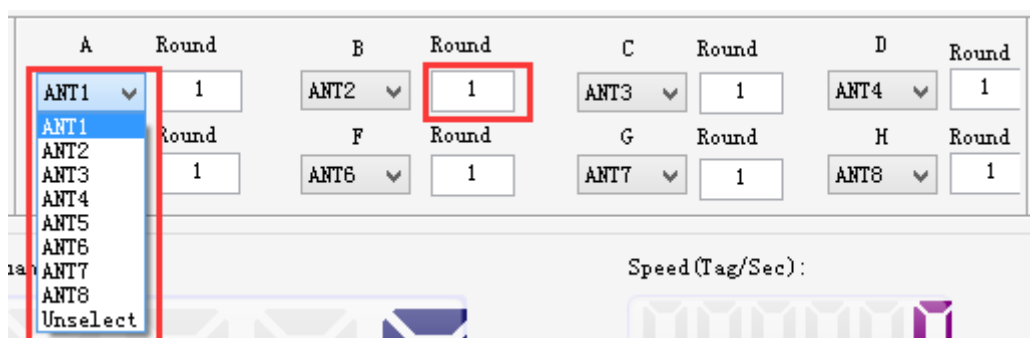 A Round B Round C Round D Round
ANT1 1 ANT2 1 ANT3 1 ANT4 1
ANT1 Round F Round G Round H Round
ANT2
ANT3 1 ANT6 1 ANT7 1 ANT8 1
ANT4
ANT5
ANT6
ANT7 Speed(Tag/Sec):
ANT8
Unselect
0